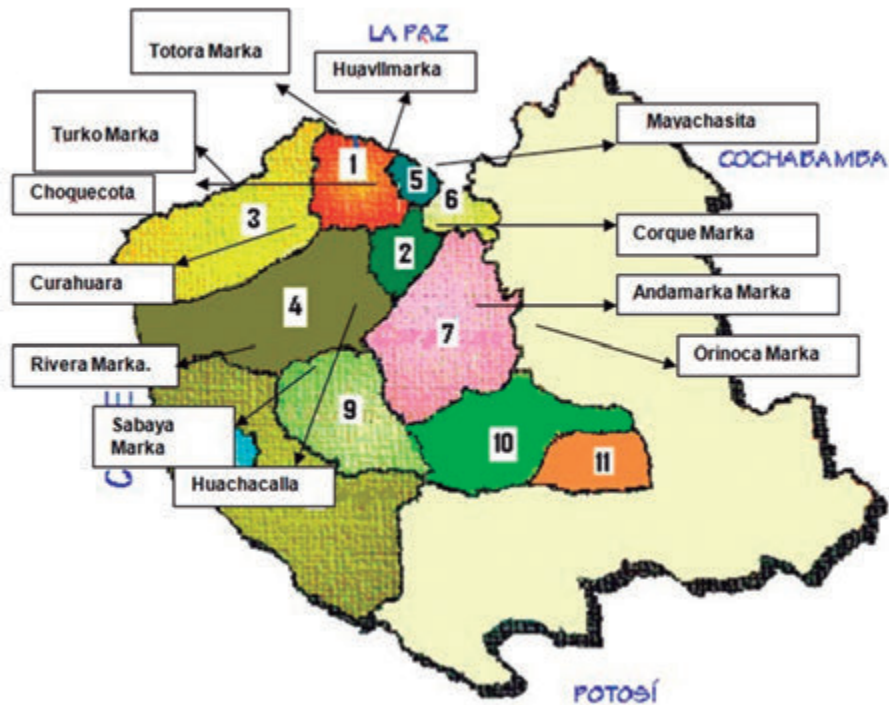 LA PAZ
Totora Marka
Huavllmarka
Turko Marka
Mayachasita
COCHABAMBA
Choquecota
1
5
6
3
2
Corque Marka
Curahuara
Andamarka Marka
4
7
Orinoca Marka
Rivera Marka.
Sabaya
Marka
9
10
11
Huachacalla
POTOSÍ